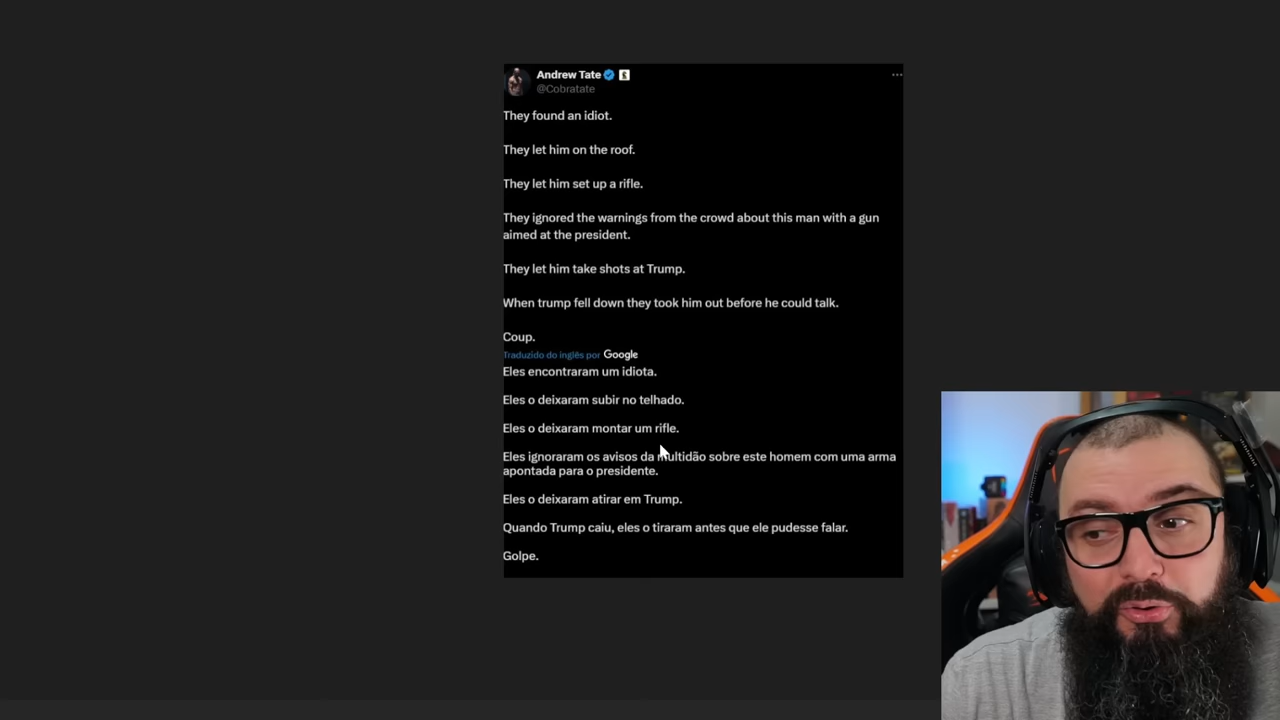 Andrew Tate
@Cobratate
They found an idiot.
They let him on the roof.
They let him set up a rifle.
They ignored the warnings from the crowd about this man with a gun
aimed at the president.
They let him take shots at Trump.
When trump fell down they took him out before he could talk.
Coup.
Traduzido do inglês por Google
Eles encontraram um idiota.
Eles o deixaram subir no telhado.
Eles o deixaram montar um rifle.
Eles ignoraram os avisos da multidão sobre este homem com uma arma
apontada para o presidente.
Eles o deixaram atirar em Trump.
Quando Trump caiu, eles o tiraram antes que ele pudesse falar.
Golpe.